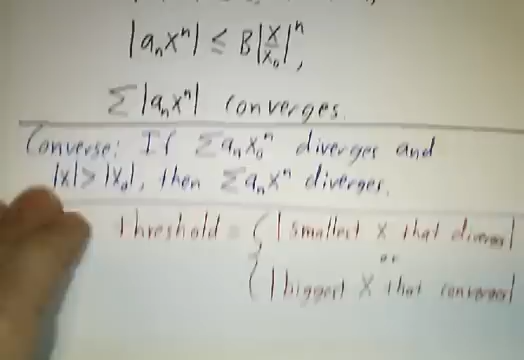 |aₙxⁿ| ≤ B|x/x₀|ⁿ,
Σ|aₙxⁿ| converges.
Converse: If Σaₙx₀ⁿ diverges and
|x|>|x₀|, then Σaₙxⁿ diverges.
Threshold = { |smallest x that diverges|
or
|biggest x that converges|